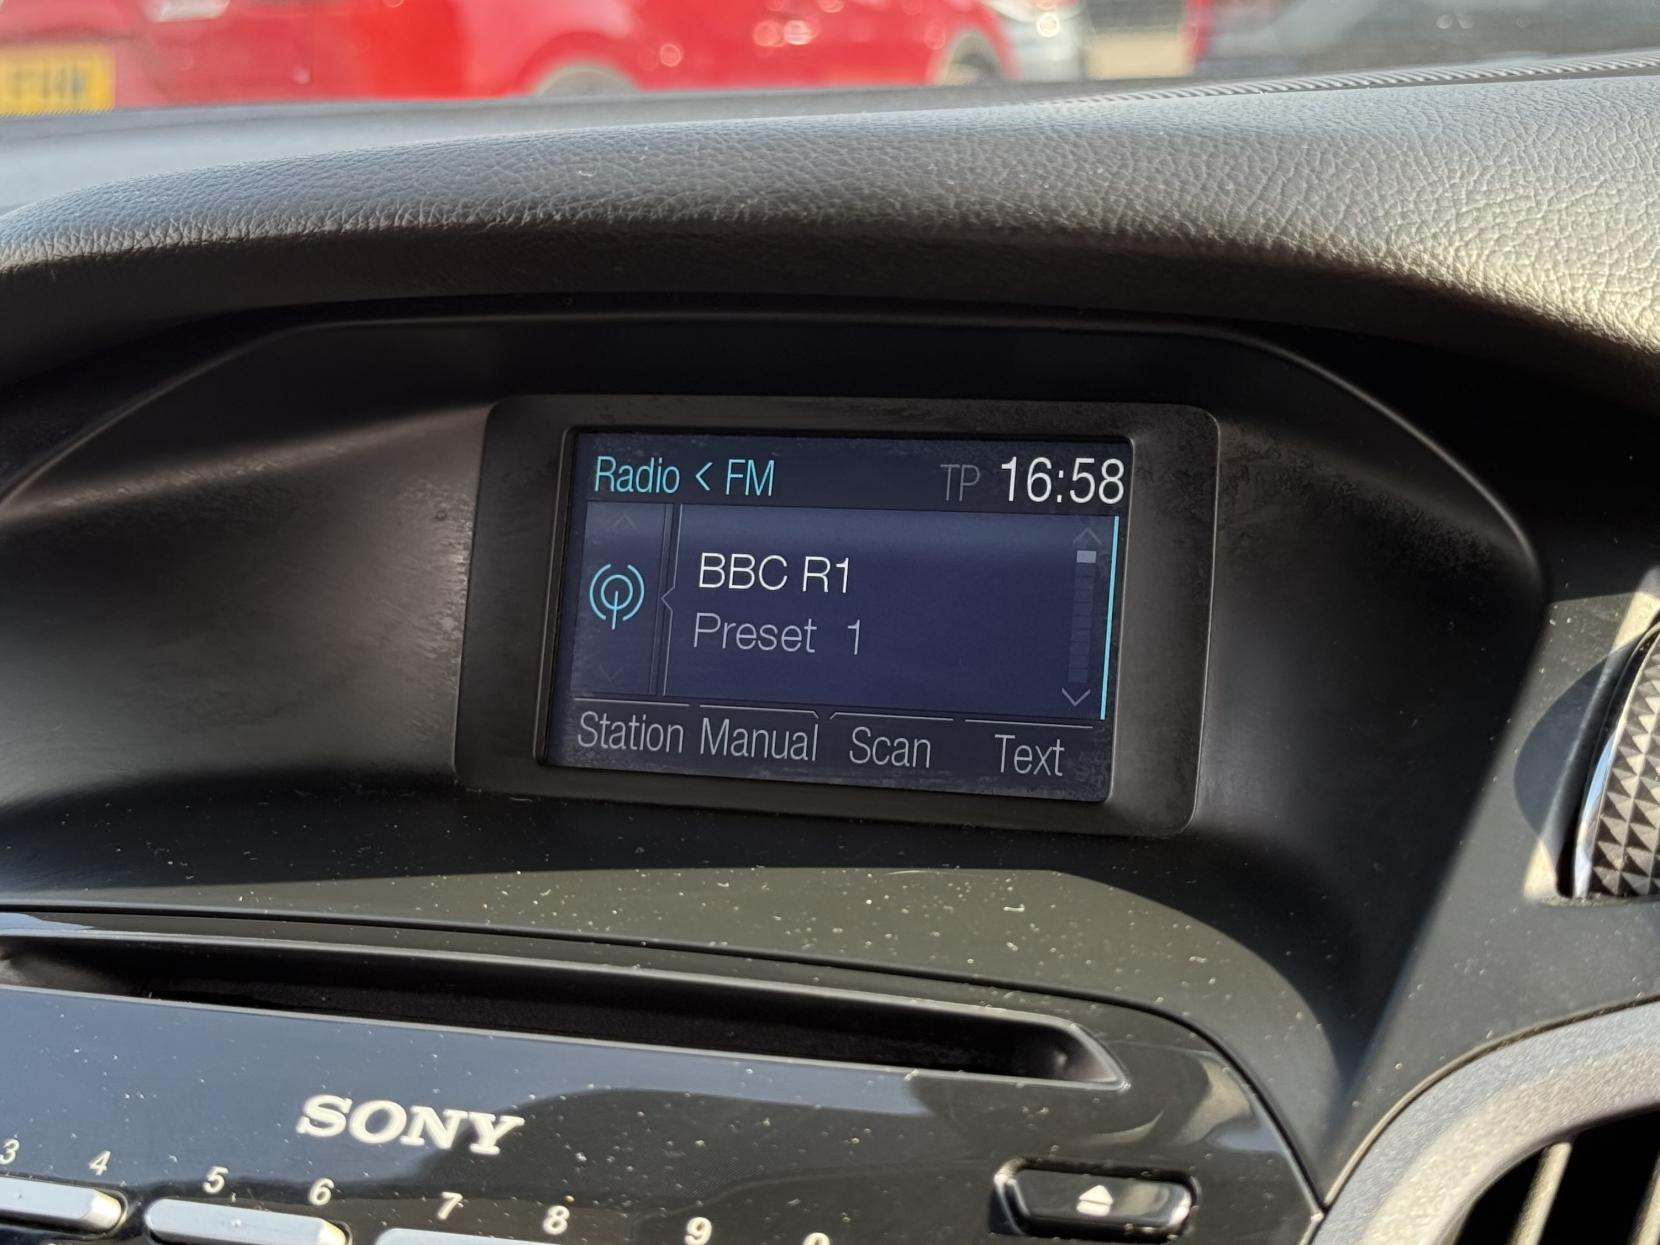 Radio < FM TP 16:58
BBC R1
Preset 1
Station Manual Scan Text
SONY
3 4 5 6 7 8 9 0